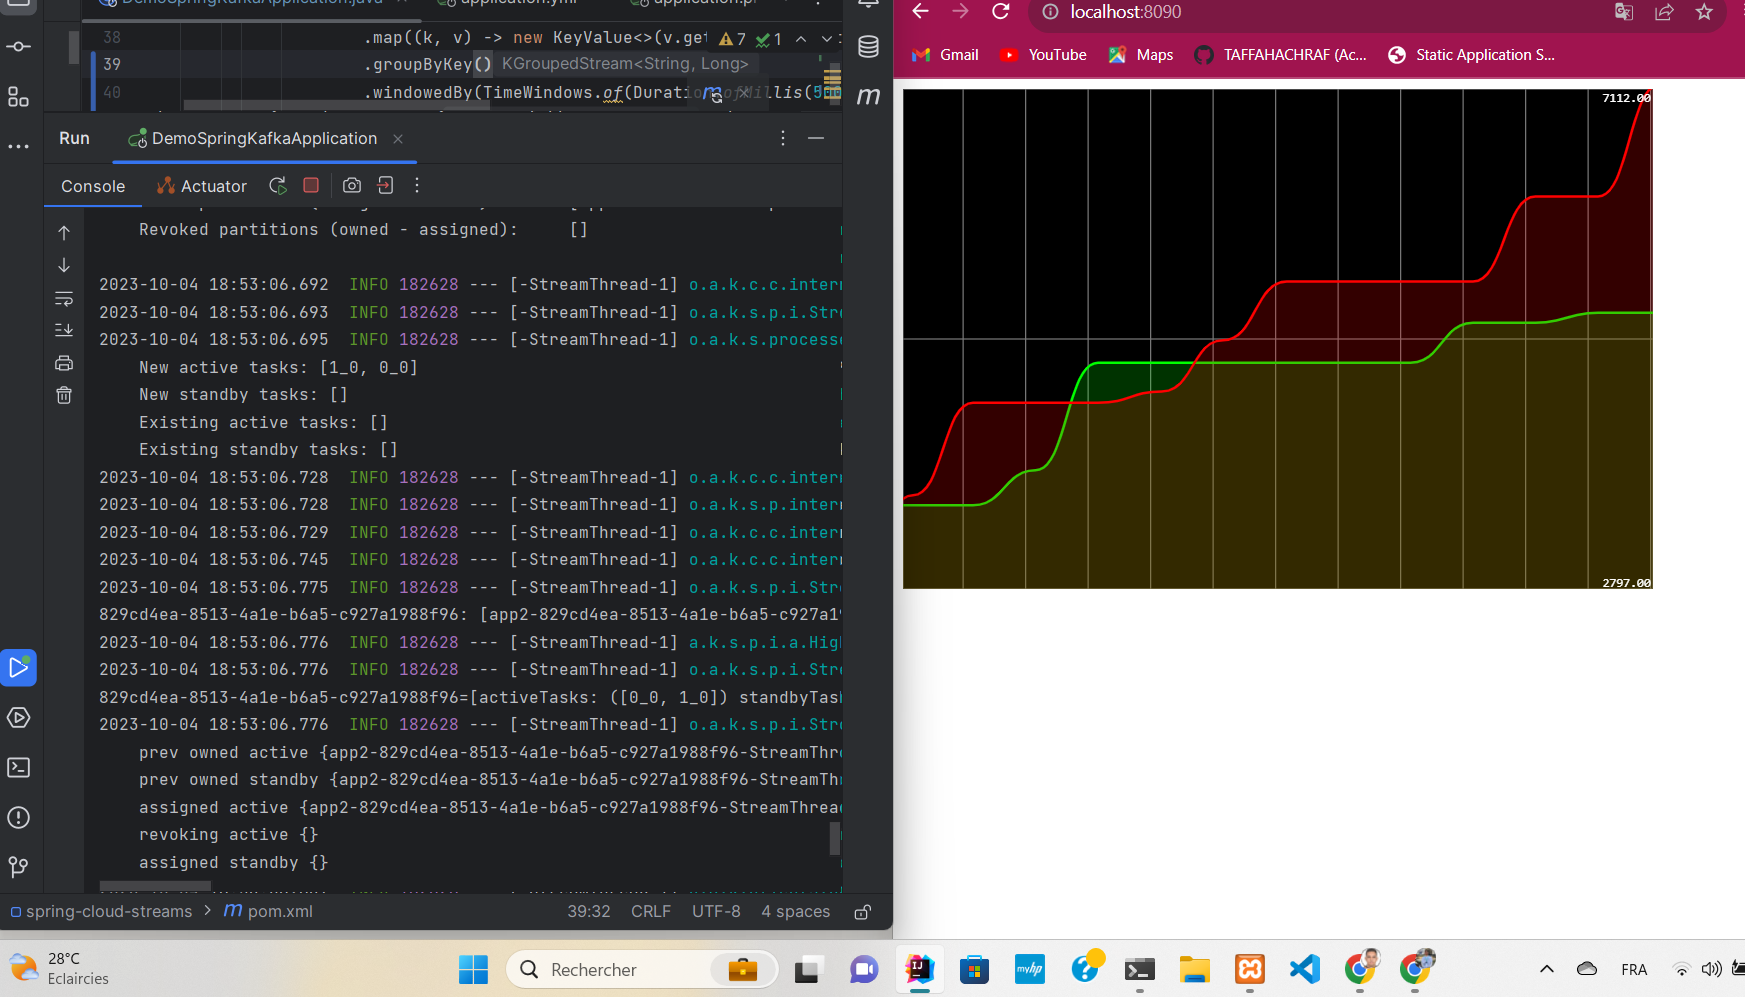 DemoSpringKafkaApplication.java
application.yml
38 .map((k, v) -> new KeyValue<>(v.get 7 1
39 .groupByKey() KGroupedStream<String, Long>
40 .windowedBy(TimeWindows.of(Duration.ofMillis(500
Run DemoSpringKafkaApplication
Console Actuator
Revoked partitions (owned - assigned): []
2023-10-04 18:53:06.692 INFO 182628 --- [-StreamThread-1] o.a.k.c.c.inter
2023-10-04 18:53:06.693 INFO 182628 --- [-StreamThread-1] o.a.k.s.p.i.Str
2023-10-04 18:53:06.695 INFO 182628 --- [-StreamThread-1] o.a.k.s.process
New active tasks: [1_0, 0_0]
New standby tasks: []
Existing active tasks: []
Existing standby tasks: []
2023-10-04 18:53:06.728 INFO 182628 --- [-StreamThread-1] o.a.k.c.c.inter
2023-10-04 18:53:06.728 INFO 182628 --- [-StreamThread-1] o.a.k.s.p.inter
2023-10-04 18:53:06.729 INFO 182628 --- [-StreamThread-1] o.a.k.c.c.inter
2023-10-04 18:53:06.745 INFO 182628 --- [-StreamThread-1] o.a.k.c.c.inter
2023-10-04 18:53:06.775 INFO 182628 --- [-StreamThread-1] o.a.k.s.p.i.Str
829cd4ea-8513-4a1e-b6a5-c927a1988f96: [app2-829cd4ea-8513-4a1e-b6a5-c927a1
2023-10-04 18:53:06.776 INFO 182628 --- [-StreamThread-1] a.k.s.p.i.a.Hig
2023-10-04 18:53:06.776 INFO 182628 --- [-StreamThread-1] o.a.k.s.p.i.Str
829cd4ea-8513-4a1e-b6a5-c927a1988f96=[activeTasks: ([0_0, 1_0]) standbyTas
2023-10-04 18:53:06.776 INFO 182628 --- [-StreamThread-1] o.a.k.s.p.i.Str
prev owned active {app2-829cd4ea-8513-4a1e-b6a5-c927a1988f96-StreamThr
prev owned standby {app2-829cd4ea-8513-4a1e-b6a5-c927a1988f96-StreamTh
assigned active {app2-829cd4ea-8513-4a1e-b6a5-c927a1988f96-StreamThrea
revoking active {}
assigned standby {}
spring-cloud-streams > m pom.xml 39:32 CRLF UTF-8 4 spaces
localhost:8090
Gmail YouTube Maps TAFFAHACHRAF (Ac... Static Application S...
7112.00
2797.00
28°C
Eclaircies
Rechercher
FRA